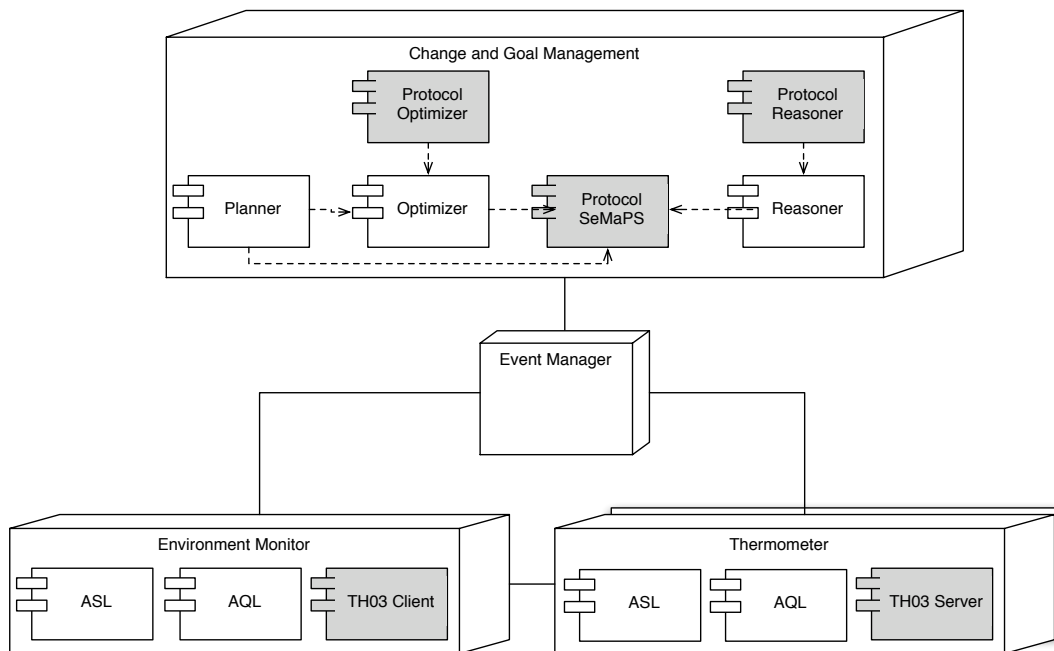 Change and Goal Management
Protocol
Optimizer
Protocol
Reasoner
Planner
Optimizer
Protocol
SeMaPS
Reasoner
Event Manager
Environment Monitor
ASL
AQL
TH03 Client
Thermometer
ASL
AQL
TH03 Server